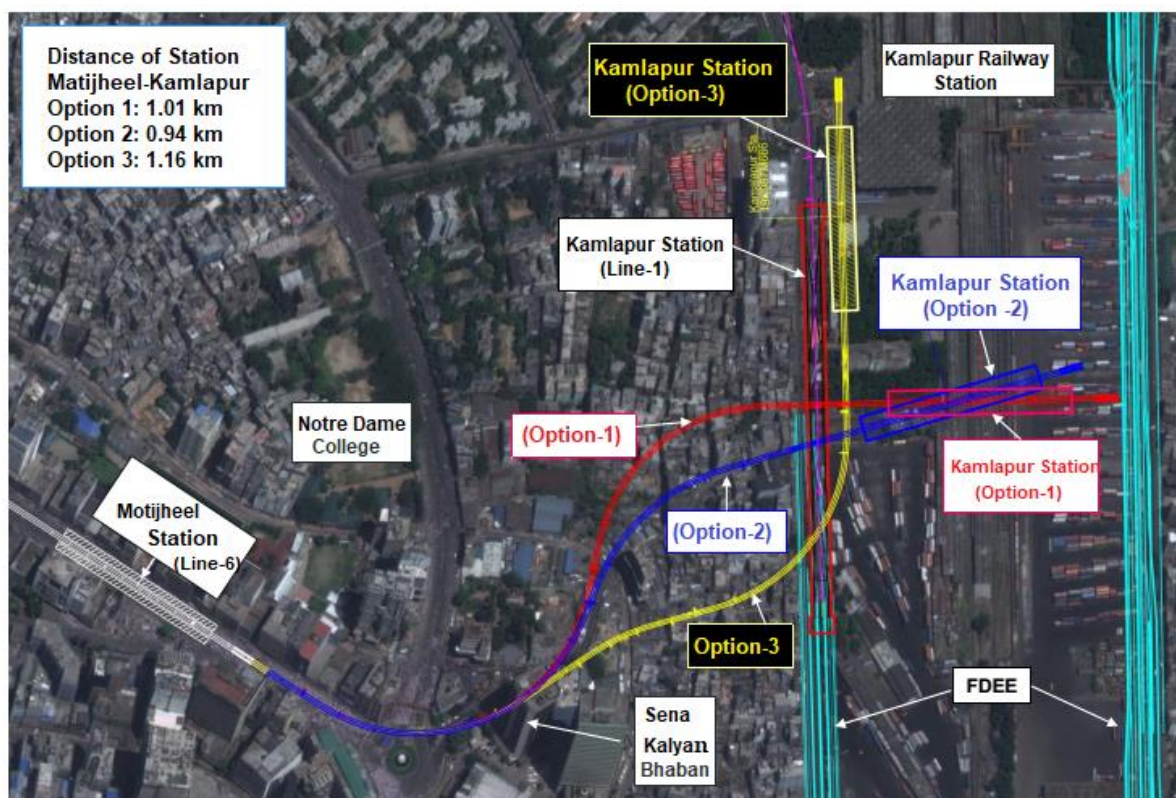 Distance of Station
Matijheel-Kamlapur
Option 1: 1.01 km
Option 2: 0.94 km
Option 3: 1.16 km
Kamlapur Station
(Option-3)
Kamlapur Railway
Station
Kamlapur Station
(Line-1)
Kamlapur Station
(Option -2)
Notre Dame
College
(Option-1)
Kamlapur Station
(Option-1)
Motijheel
Station
(Line-6)
(Option-2)
Option-3
FDEE
Sena
Kalyan
Bhaban